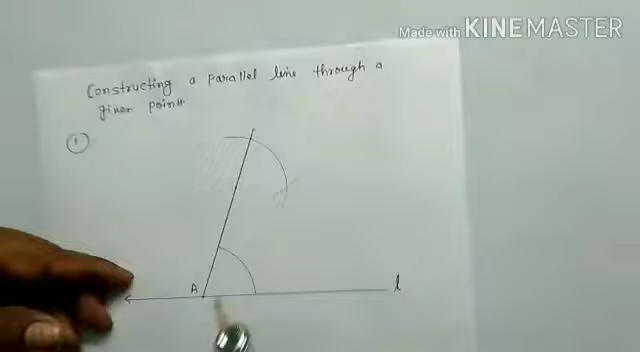 Made with KINEMASTER
Constructing a parallel line through a
given point
①
A
l